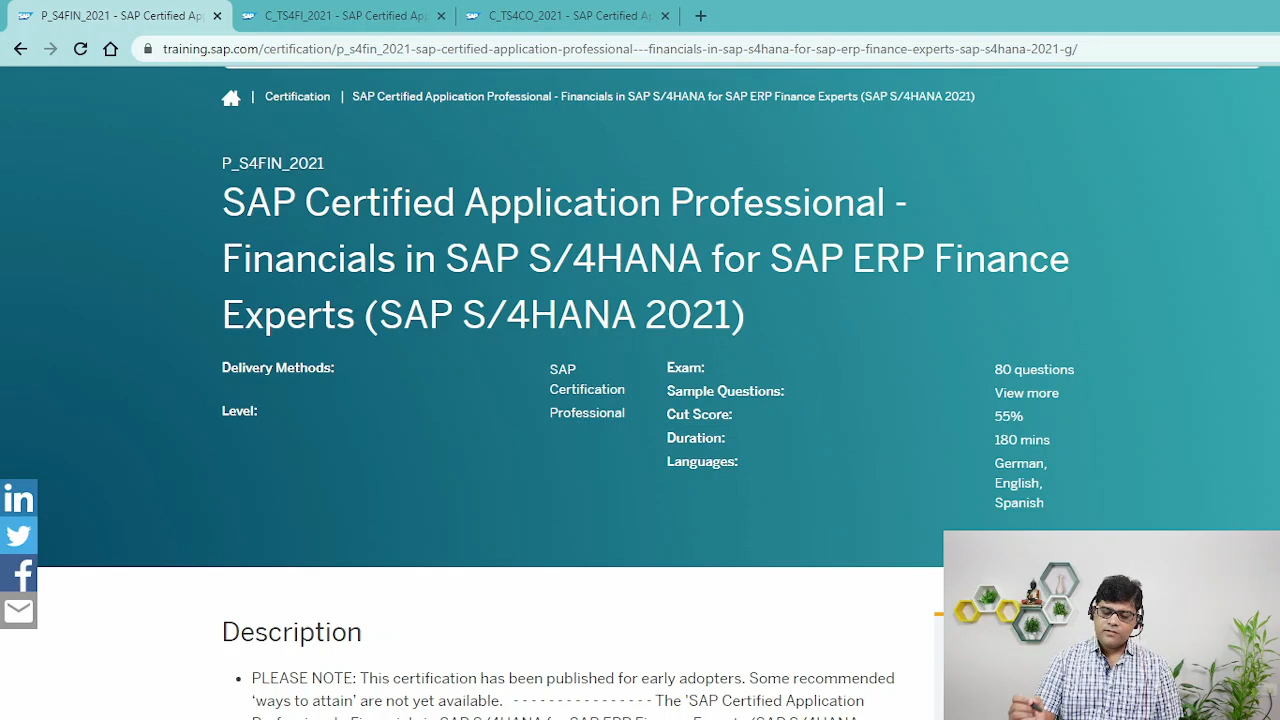 P_S4FIN_2021 - SAP Certified Ap
C_TS4FI_2021 - SAP Certified Ap
C_TS4CO_2021 - SAP Certified A
training.sap.com/certification/p_s4fin_2021-sap-certified-application-professional---financials-in-sap-s4hana-for-sap-erp-finance-experts-sap-s4hana-2021-g/
| Certification | SAP Certified Application Professional - Financials in SAP S/4HANA for SAP ERP Finance Experts (SAP S/4HANA 2021)
P_S4FIN_2021
SAP Certified Application Professional -
Financials in SAP S/4HANA for SAP ERP Finance
Experts (SAP S/4HANA 2021)
Delivery Methods:
SAP
Certification
Level:
Professional
Exam:
80 questions
Sample Questions:
View more
Cut Score:
55%
Duration:
180 mins
Languages:
German,
English,
Spanish
in
f
Description
• PLEASE NOTE: This certification has been published for early adopters. Some recommended
‘ways to attain’ are not yet available. - - - - - - - - - - - - - - - The 'SAP Certified Application